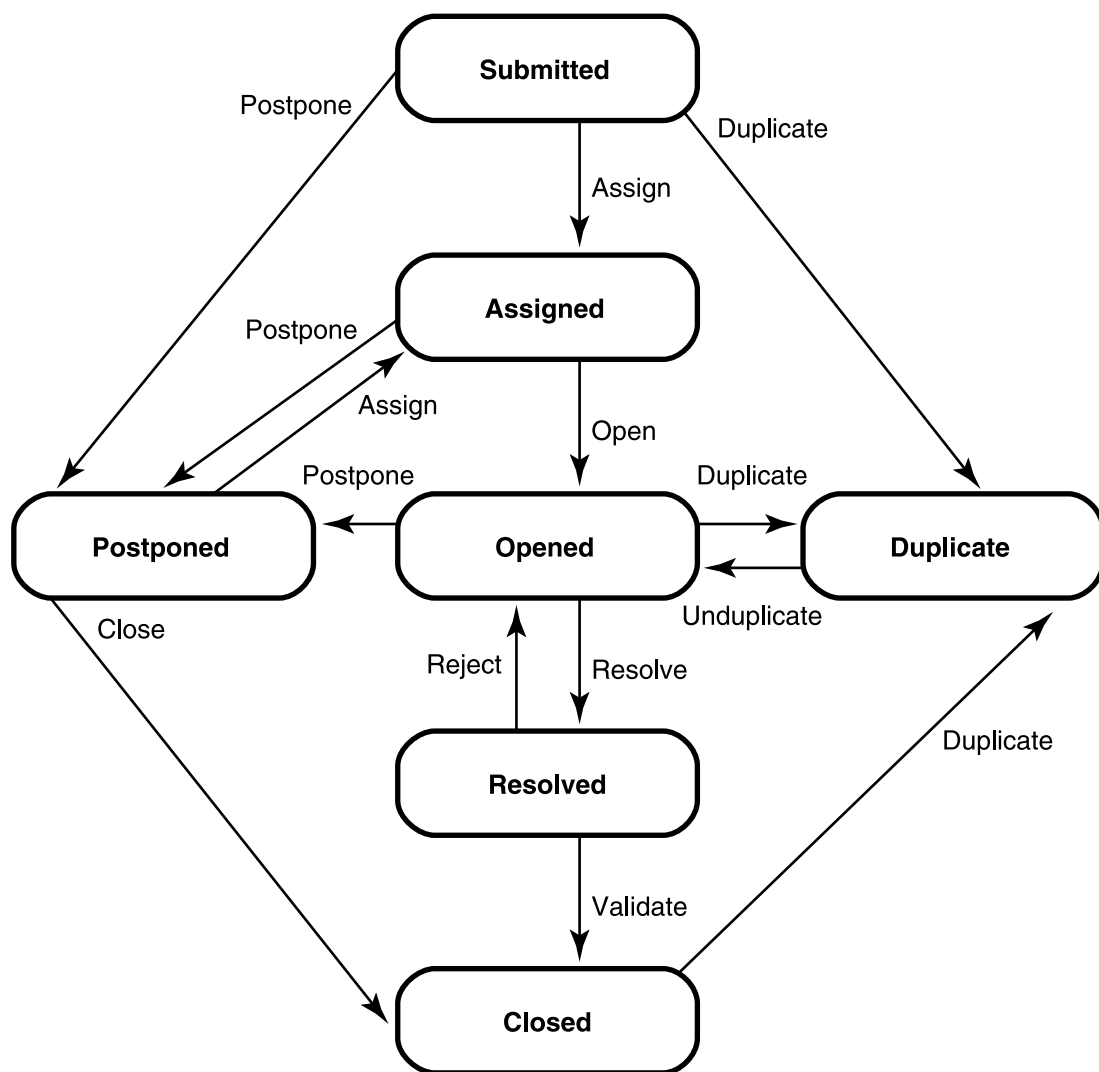 Submitted
Postpone
Duplicate
Assign
Assigned
Postpone
Assign
Open
Postpone
Duplicate
Postponed
Opened
Duplicate
Close
Unduplicate
Reject
Resolve
Duplicate
Resolved
Validate
Closed